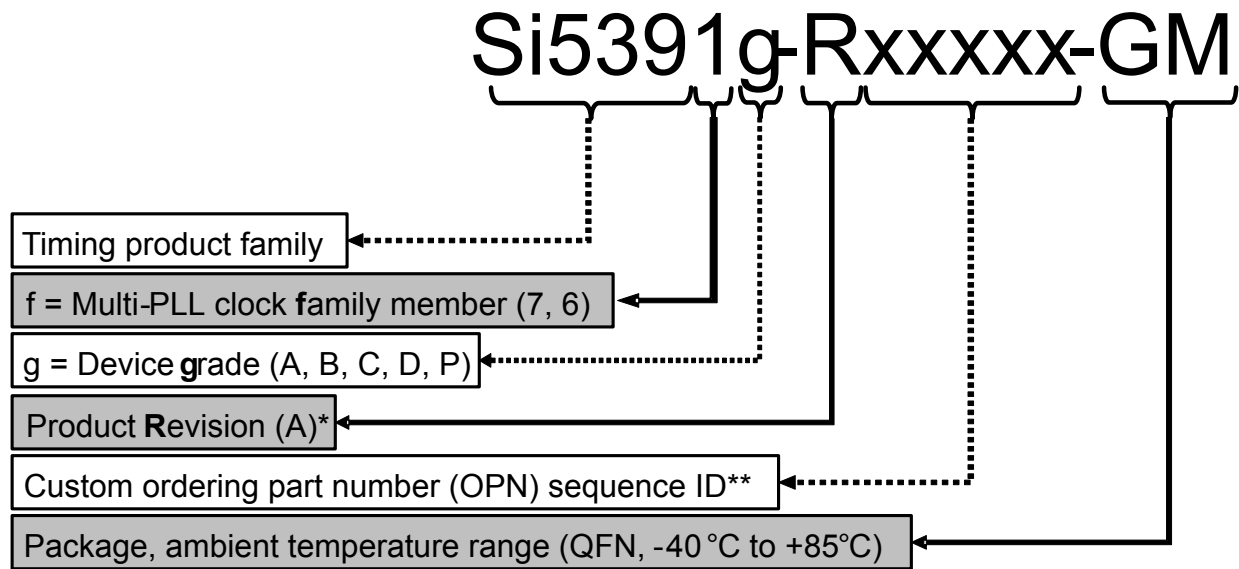 Si5391g-Rxxxxx-GM
Timing product family
f = Multi-PLL clock family member (7, 6)
g = Device grade (A, B, C, D, P)
Product Revision (A)*
Custom ordering part number (OPN) sequence ID**
Package, ambient temperature range (QFN, -40 °C to +85°C)